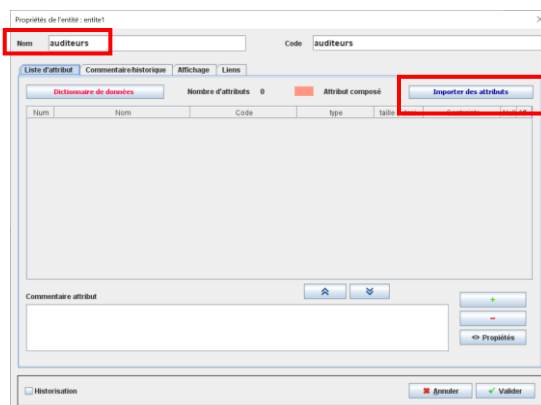 Propriétés de l'entité : entite1
Nom auditeurs Code auditeurs
Liste d'attribut Commentaire/historique Affichage Liens
Dictionnaire de données Nombre d'attributs 0 Attribut composé Importer des attributs
Num Nom Code type taille
Commentaire attribut
+
-
Propiétés
Historisation Annuler Valider